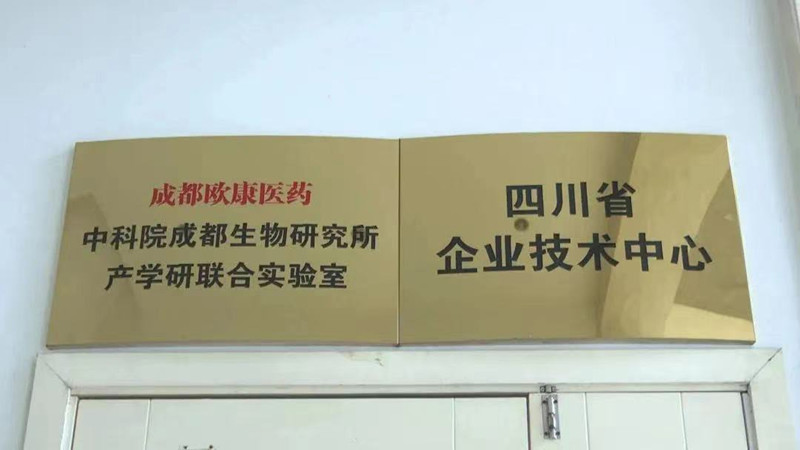 成都欧康医药
中科院成都生物研究所
产学研联合实验室
四川省
企业技术中心